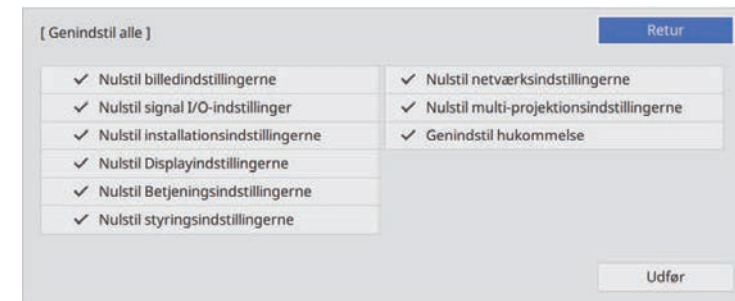 [ Genindstil alle ]
Retur
Nulstil billedindstillingerne
Nulstil signal I/O-indstillinger
Nulstil installationsindstillingerne
Nulstil Displayindstillingerne
Nulstil Betjeningsindstillingerne
Nulstil styringsindstillingerne
Nulstil netværksindstillingerne
Nulstil multi-projektionsindstillingerne
Genindstil hukommelse
Udfør